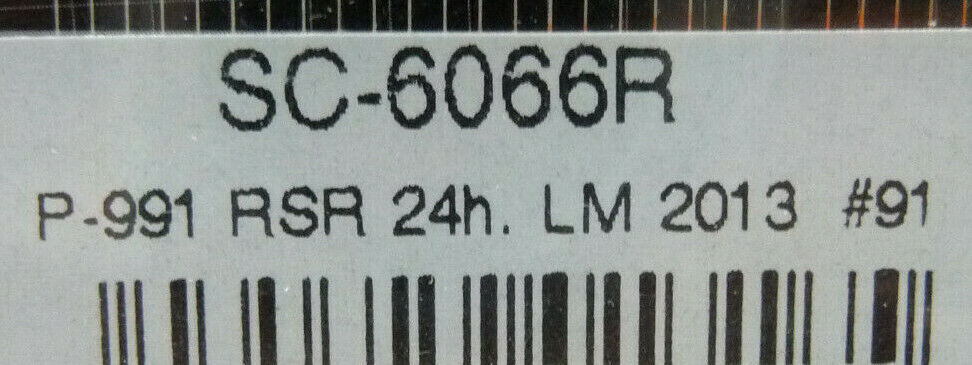 SC-6066R
P-991 RSR 24h. LM 2013 #91